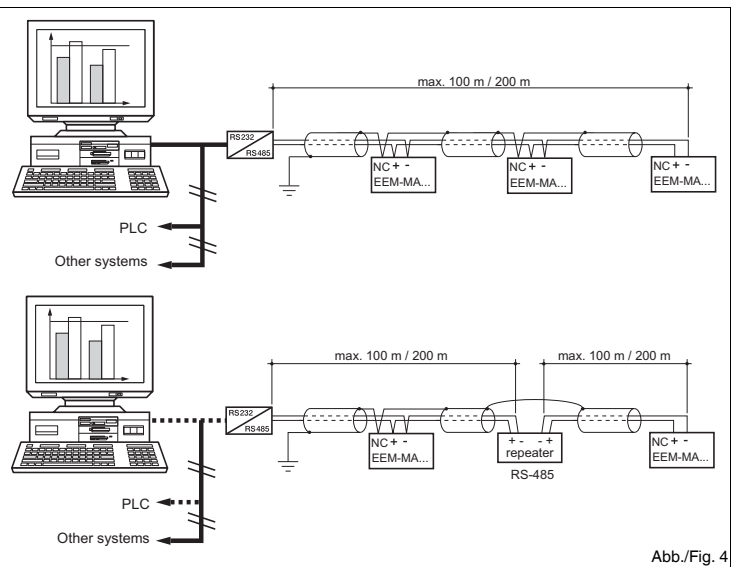 max. 100 m / 200 m
RS232
RS485
NC + -
EEM-MA...
NC + -
EEM-MA...
NC + -
EEM-MA...
PLC
Other systems
max. 100 m / 200 m
max. 100 m / 200 m
RS232
RS485
NC + -
EEM-MA...
+ - - +
repeater
RS-485
NC + -
EEM-MA...
PLC
Other systems
Abb./Fig. 4